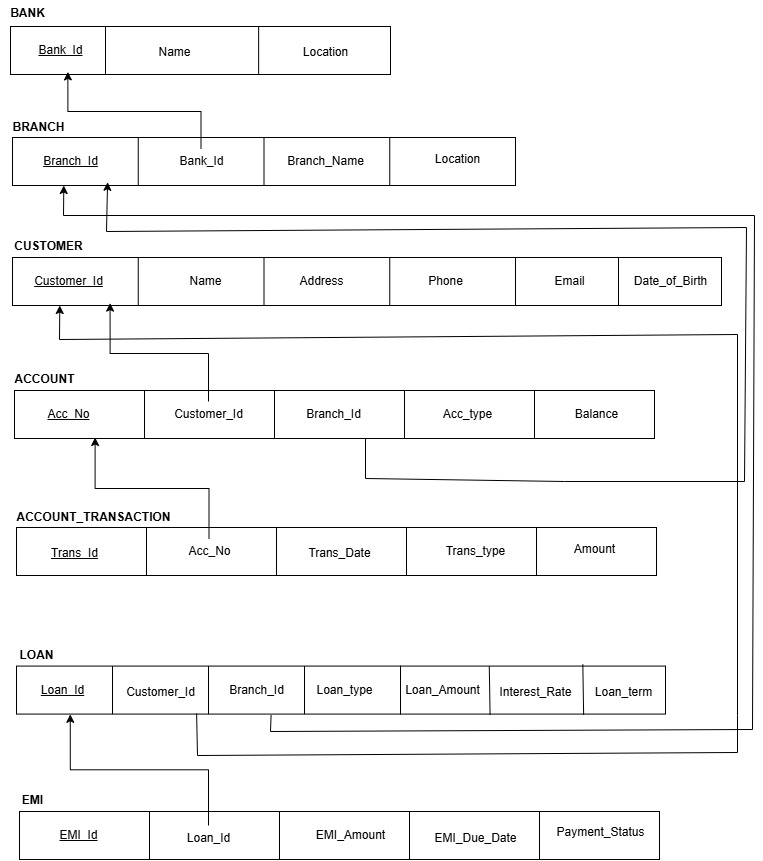 BANK
Bank_Id Name Location
BRANCH
Branch_Id Bank_Id Branch_Name Location
CUSTOMER
Customer_Id Name Address Phone Email Date_of_Birth
ACCOUNT
Acc_No Customer_Id Branch_Id Acc_type Balance
ACCOUNT_TRANSACTION
Trans_Id Acc_No Trans_Date Trans_type Amount
LOAN
Loan_Id Customer_Id Branch_Id Loan_type Loan_Amount Interest_Rate Loan_term
EMI
EMI_Id Loan_Id EMI_Amount EMI_Due_Date Payment_Status